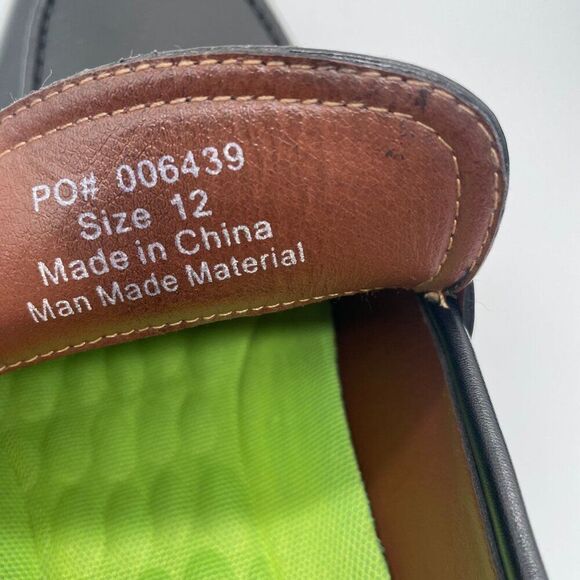 PO# 006439
Size 12
Made in China
Man Made Material